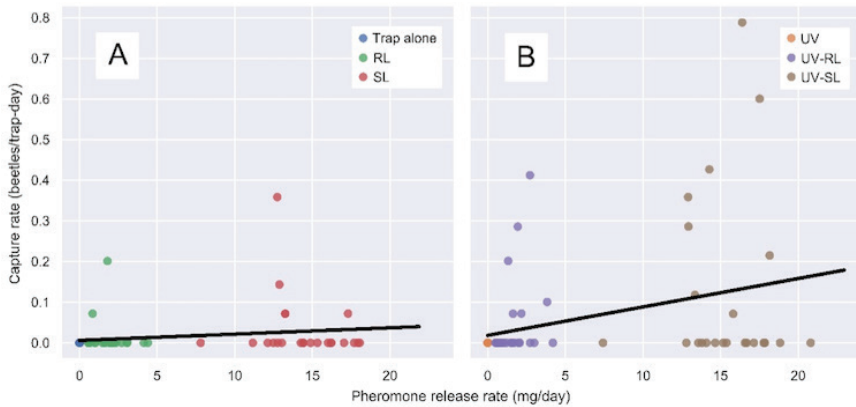 A
Trap alone
RL
SL
B
UV
UV-RL
UV-SL
Capture rate (beetles/trap-day)
0.8
0.7
0.6
0.5
0.4
0.3
0.2
0.1
0.0
0 5 10 15 20
0 5 10 15 20
Pheromone release rate (mg/day)